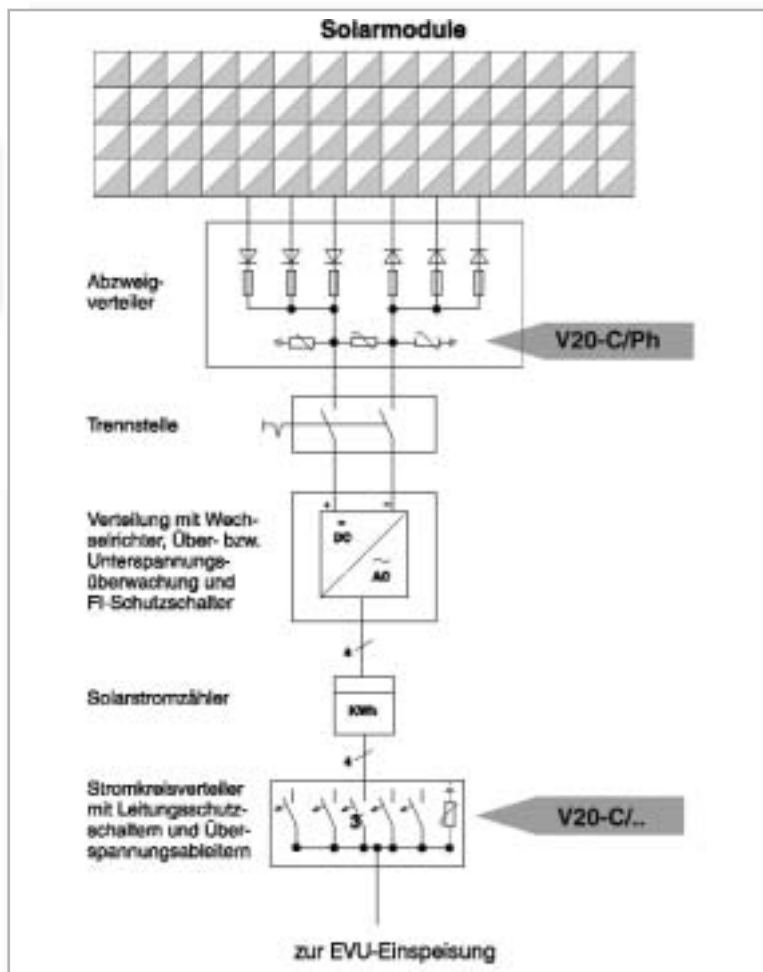 Solarmodule
Abzweig-
verteiler
V20-C/Ph
Trennstelle
+ −
Verteilung mit Wech-
selrichter, Über- bzw.
Unterspannungs-
überwachung und
FI-Schutzschalter
DC
AC
4
Solarstromzähler
KWh
4
Stromkreisverteiler
mit Leitungsschutz-
schaltern und Über-
spannungsableitern
3
V20-C/..
zur EVU-Einspeisung